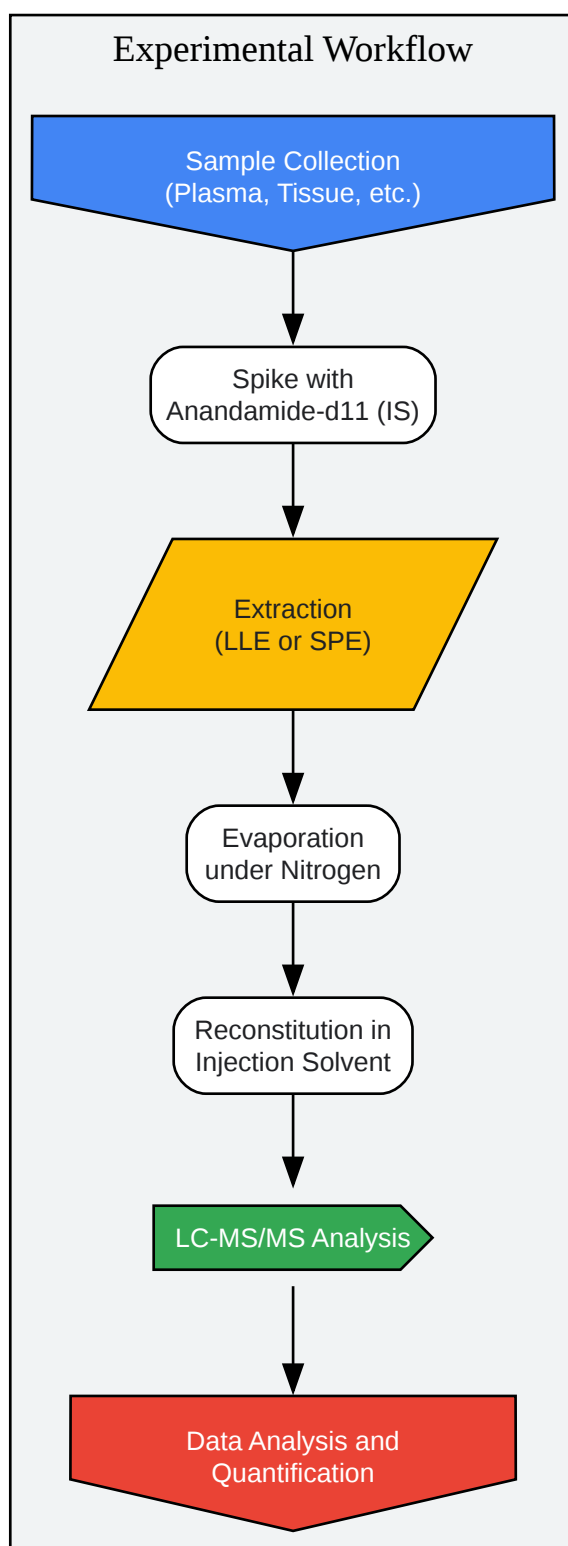 Experimental Workflow
Sample Collection
(Plasma, Tissue, etc.)
Spike with
Anandamide-d11 (IS)
Extraction
(LLE or SPE)
Evaporation
under Nitrogen
Reconstitution in
Injection Solvent
LC-MS/MS Analysis
Data Analysis and
Quantification